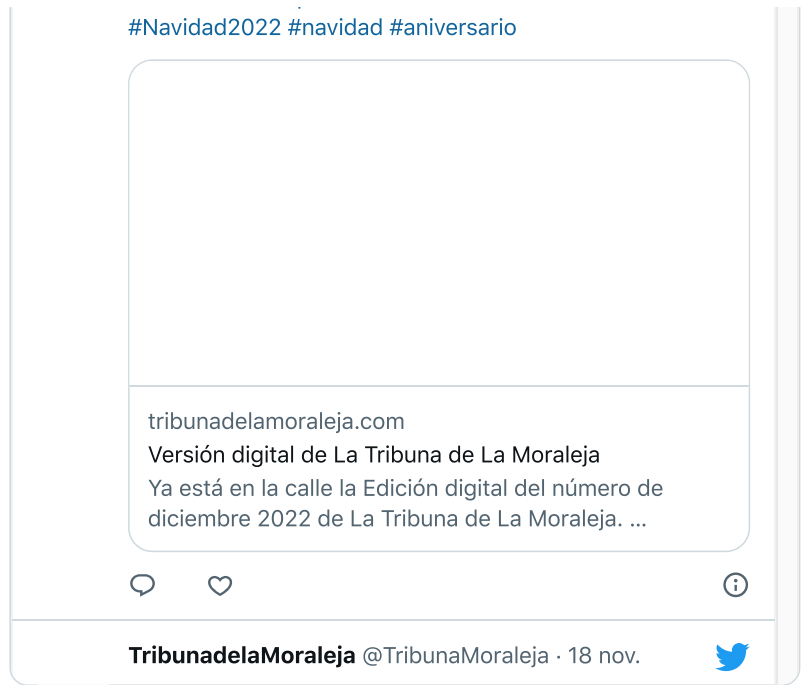 #Navidad2022 #navidad #aniversario
tribunadelamoraleja.com
Versión digital de La Tribuna de La Moraleja
Ya está en la calle la Edición digital del número de
diciembre 2022 de La Tribuna de La Moraleja. ...
TribunadelaMoraleja @TribunaMoraleja · 18 nov.